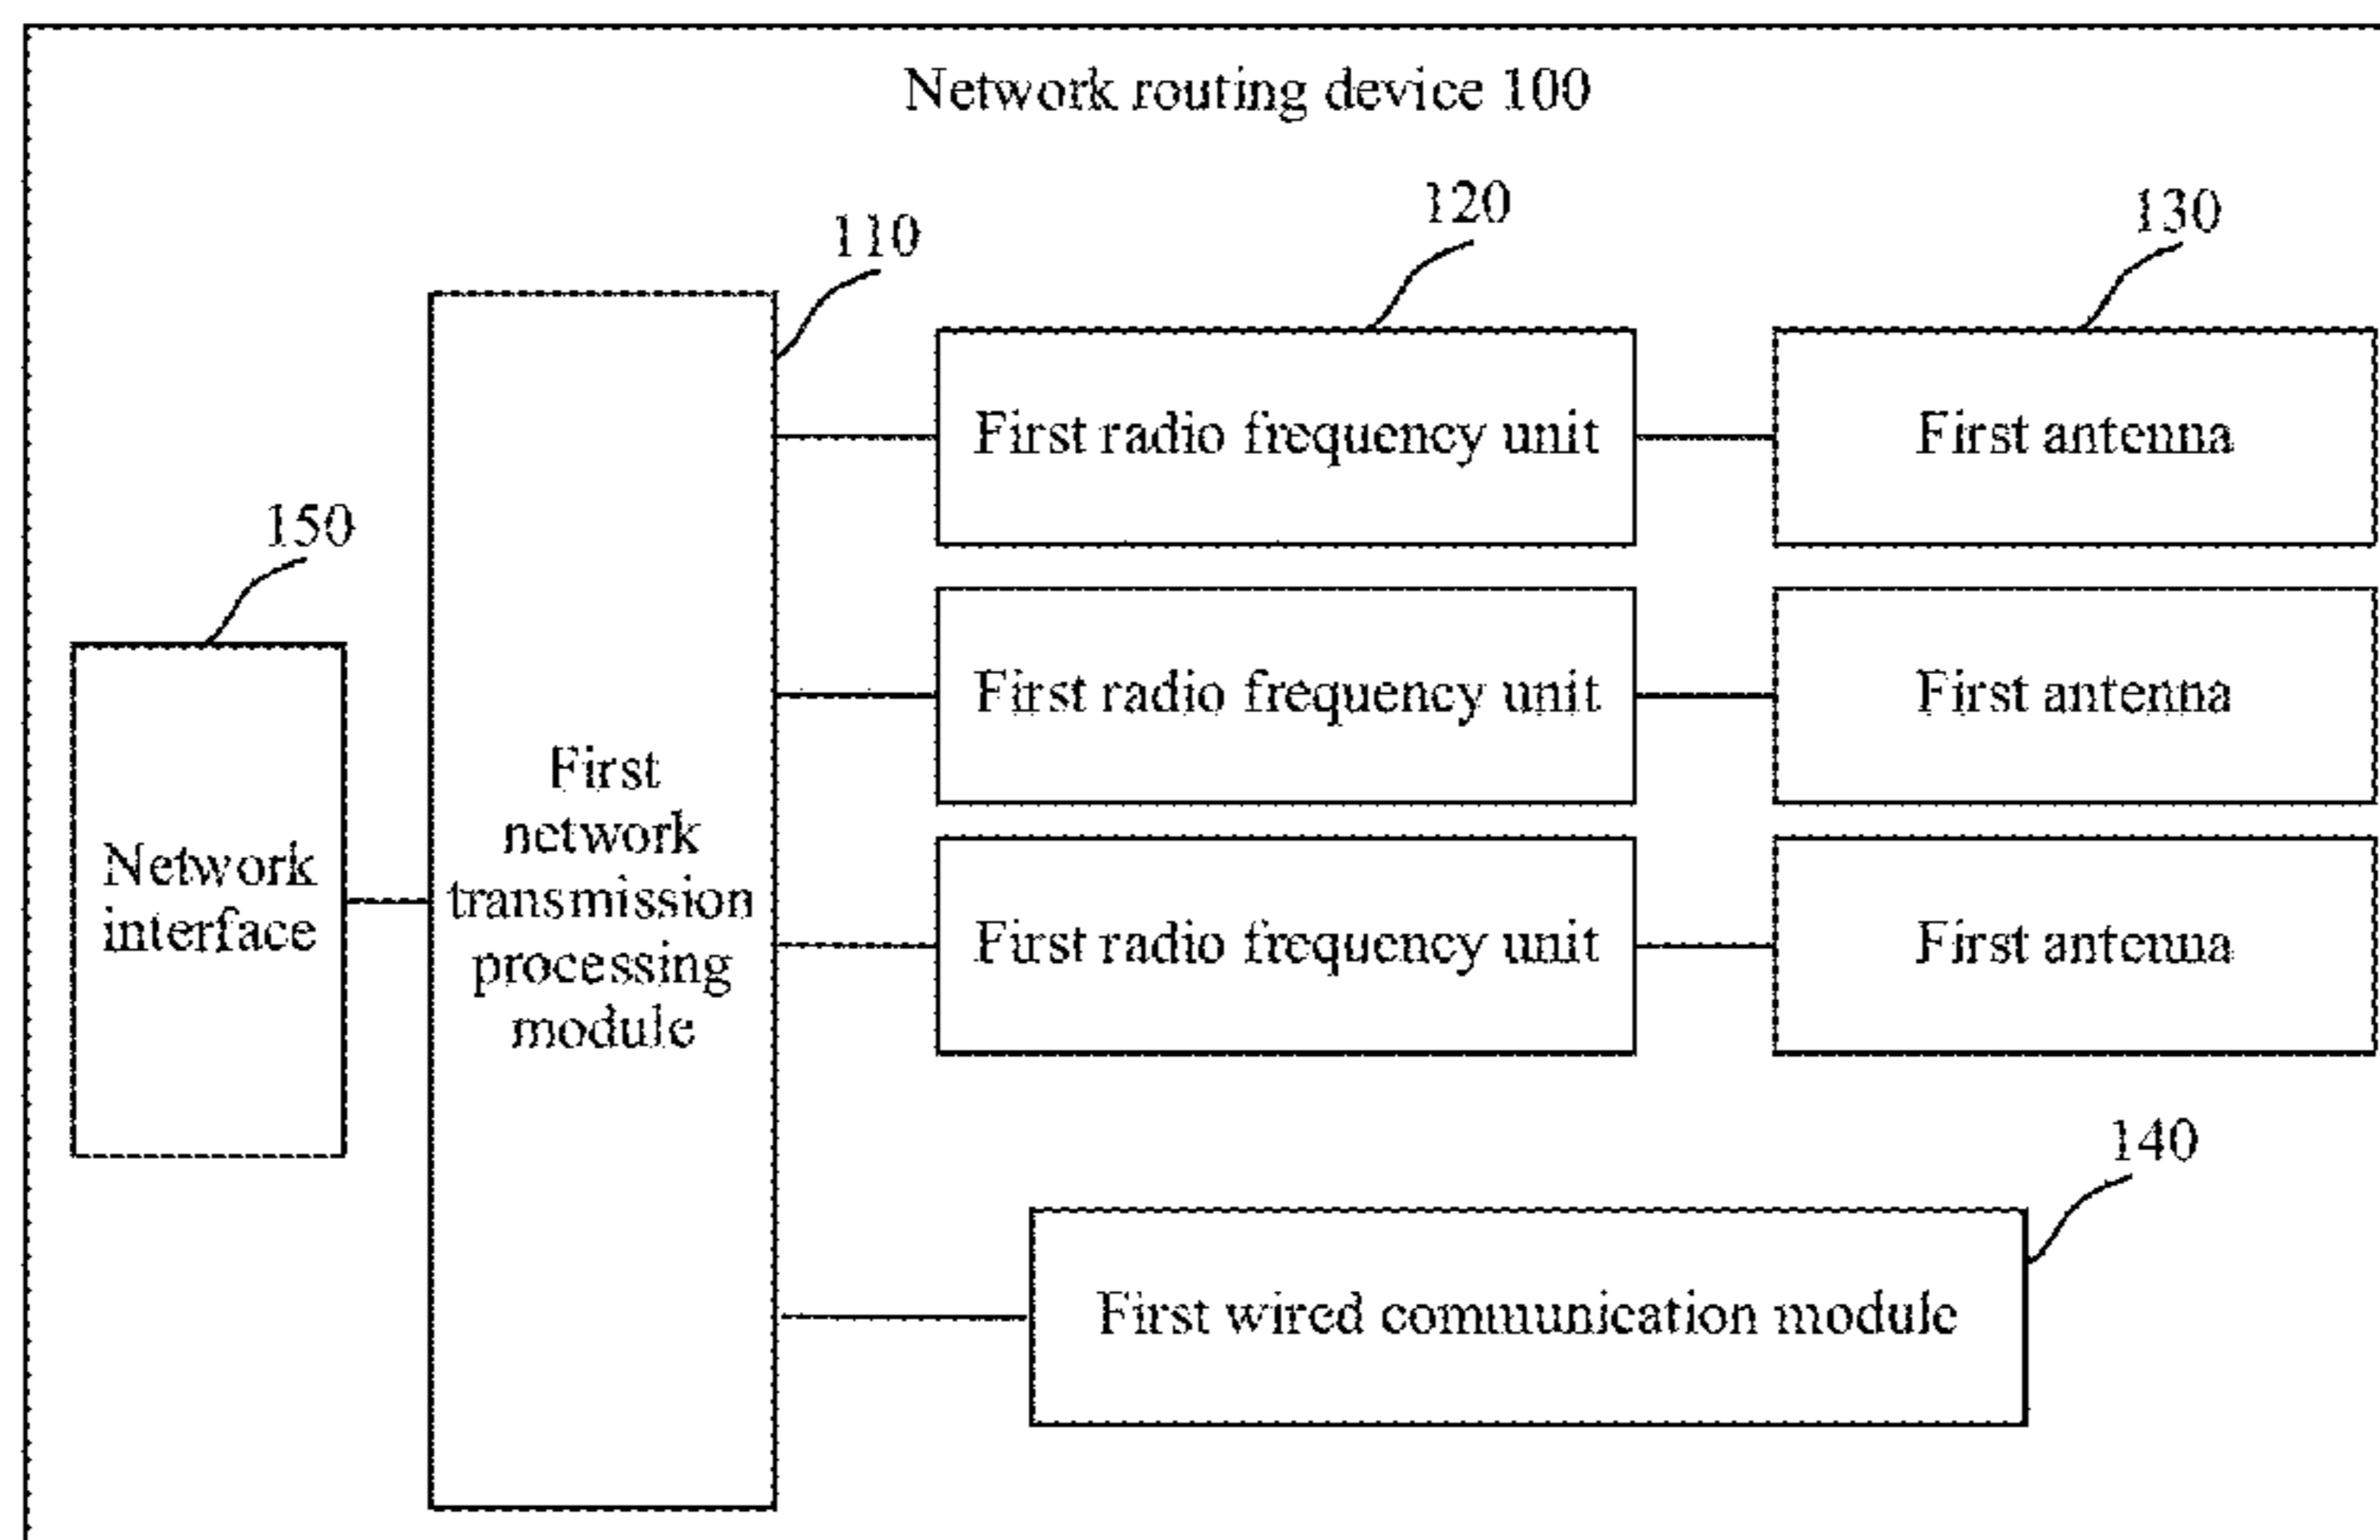 Network routing device 100
110
120
130
150
First radio frequency unit
First antenna
First radio frequency unit
First antenna
First radio frequency unit
First antenna
Network
interface
First
network
transmission
processing
module
140
First wired communication module